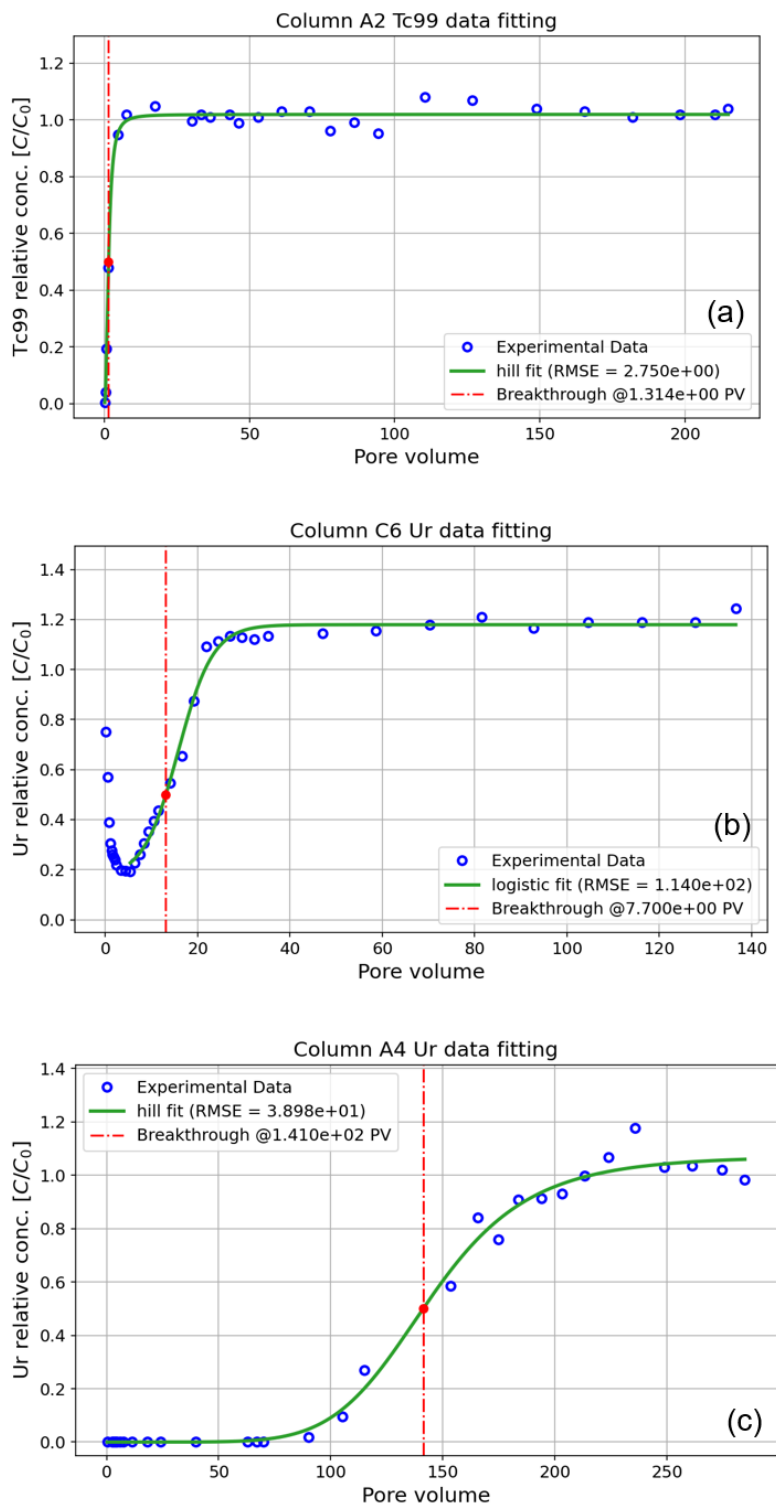 Column A2 Tc99 data fitting
Tc99 relative conc. [C/C₀]
1.2
1.0
0.8
0.6
0.4
0.2
0.0
(a)
Experimental Data
hill fit (RMSE = 2.750e+00)
Breakthrough @1.314e+00 PV
0 50 100 150 200
Pore volume
Column C6 Ur data fitting
Ur relative conc. [C/C₀]
1.4
1.2
1.0
0.8
0.6
0.4
0.2
0.0
(b)
Experimental Data
logistic fit (RMSE = 1.140e+02)
Breakthrough @7.700e+00 PV
0 20 40 60 80 100 120 140
Pore volume
Column A4 Ur data fitting
Ur relative conc. [C/C₀]
1.4
1.2
1.0
0.8
0.6
0.4
0.2
0.0
Experimental Data
hill fit (RMSE = 3.898e+01)
Breakthrough @1.410e+02 PV
(c)
0 50 100 150 200 250
Pore volume